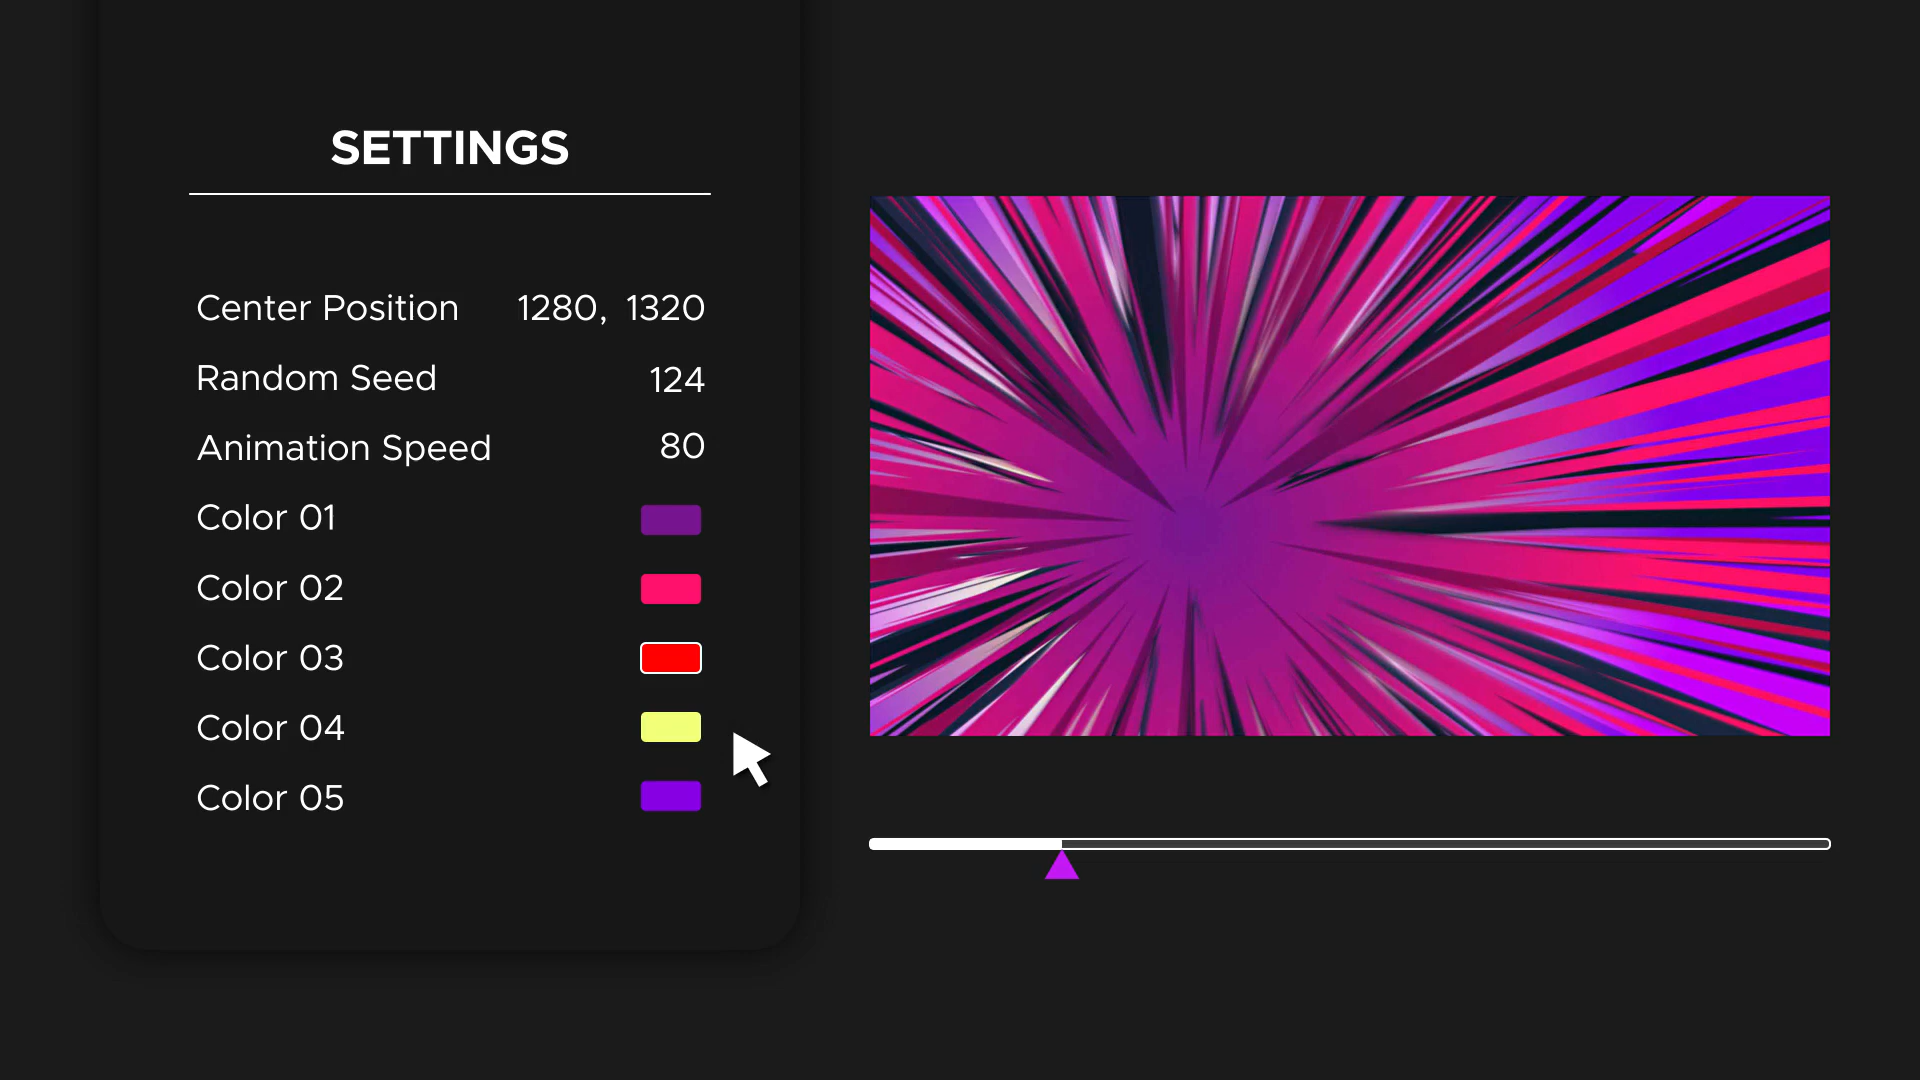 SETTINGS
Center Position 1280, 1320
Random Seed 124
Animation Speed 80
Color 01
Color 02
Color 03
Color 04
Color 05